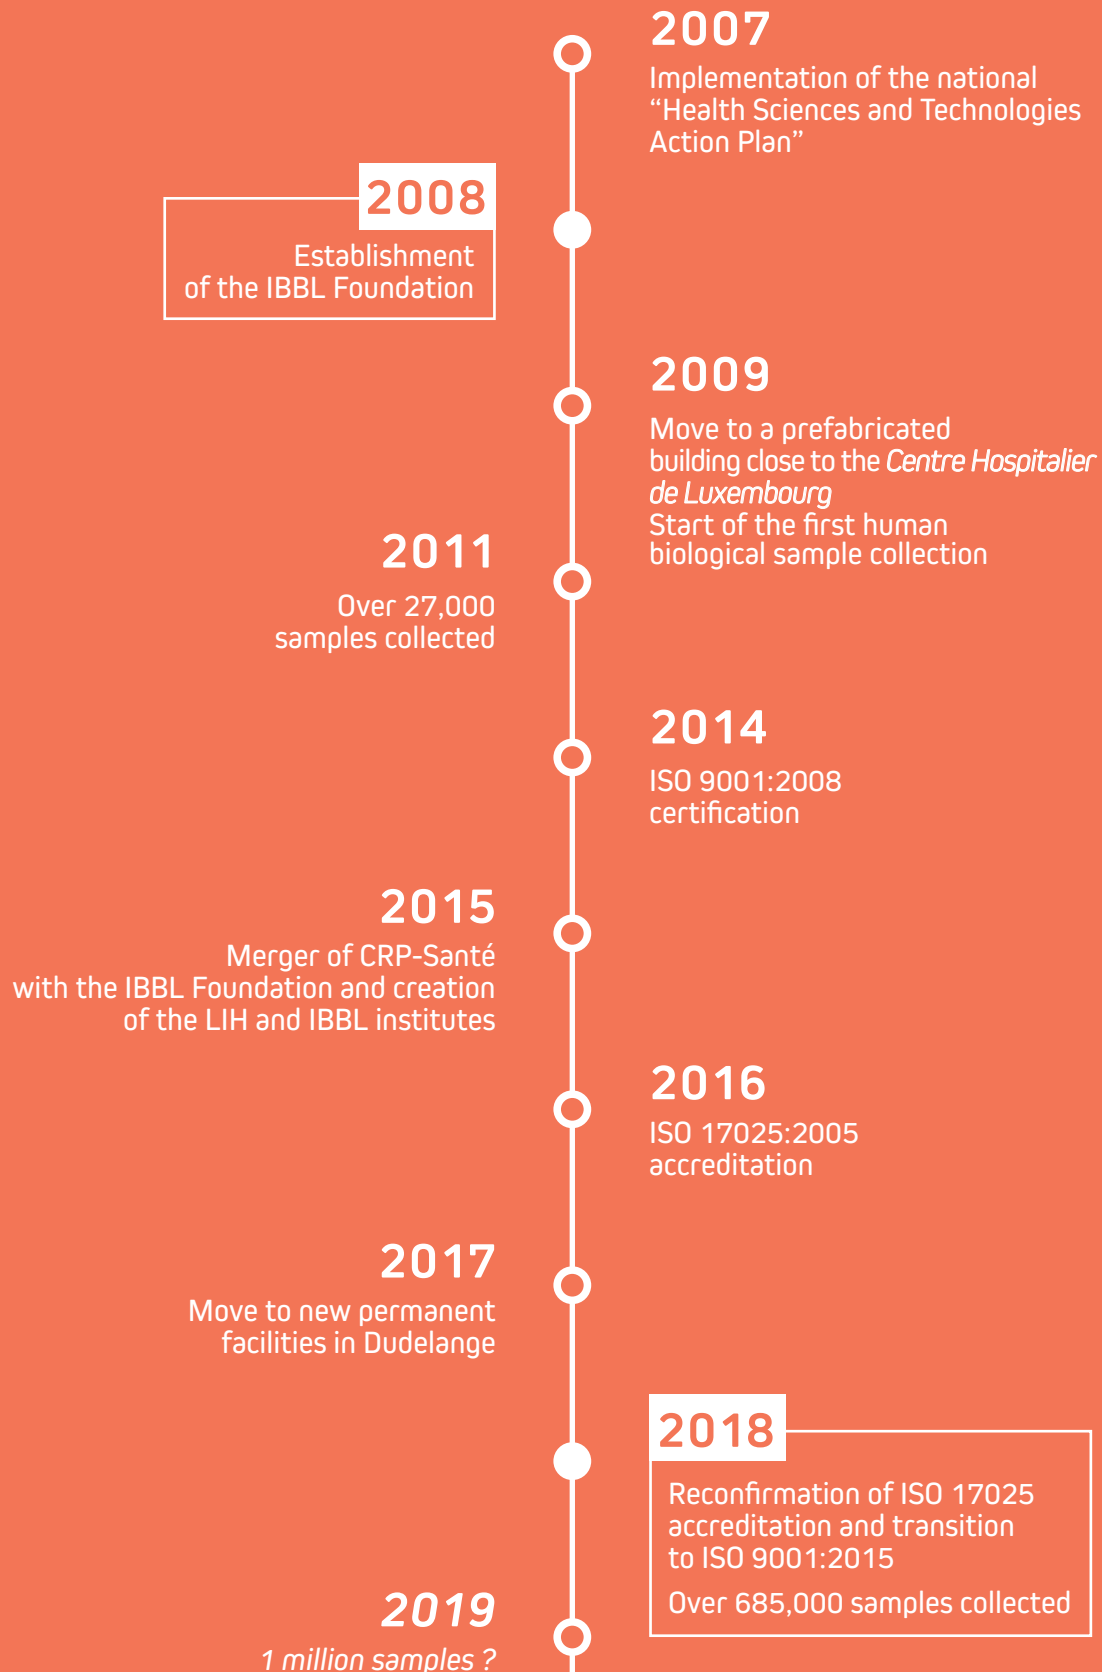 2007
Implementation of the national
“Health Sciences and Technologies
Action Plan”
2008
Establishment
of the IBBL Foundation
2009
Move to a prefabricated
building close to the Centre Hospitalier
de Luxembourg
Start of the first human
biological sample collection
2011
Over 27,000
samples collected
2014
ISO 9001:2008
certification
2015
Merger of CRP-Santé
with the IBBL Foundation and creation
of the LIH and IBBL institutes
2016
ISO 17025:2005
accreditation
2017
Move to new permanent
facilities in Dudelange
2018
Reconfirmation of ISO 17025
accreditation and transition
to ISO 9001:2015
Over 685,000 samples collected
2019
1 million samples ?